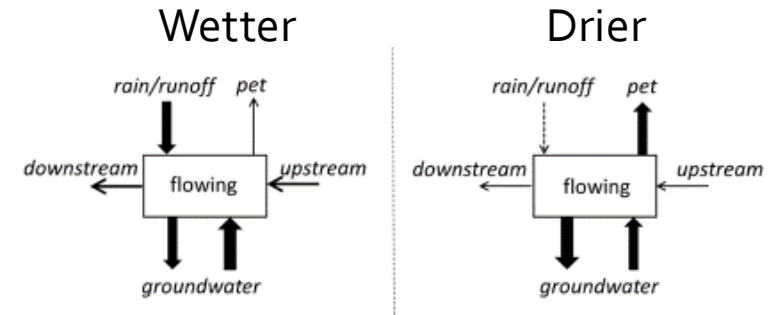 Wetter
rain/runoff pet
downstream
flowing
upstream
groundwater
Drier
rain/runoff pet
downstream
flowing
upstream
groundwater